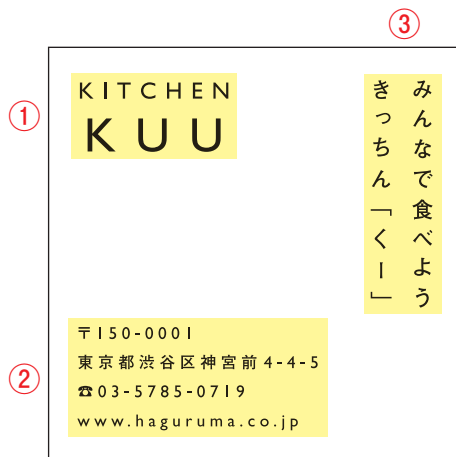 ①
KITCHEN
KUU
②
〒150-0001
東京都渋谷区神宮前4-4-5
☎03-5785-0719
www.haguruma.co.jp
③
みんなで食べよう
きっちん「くー」